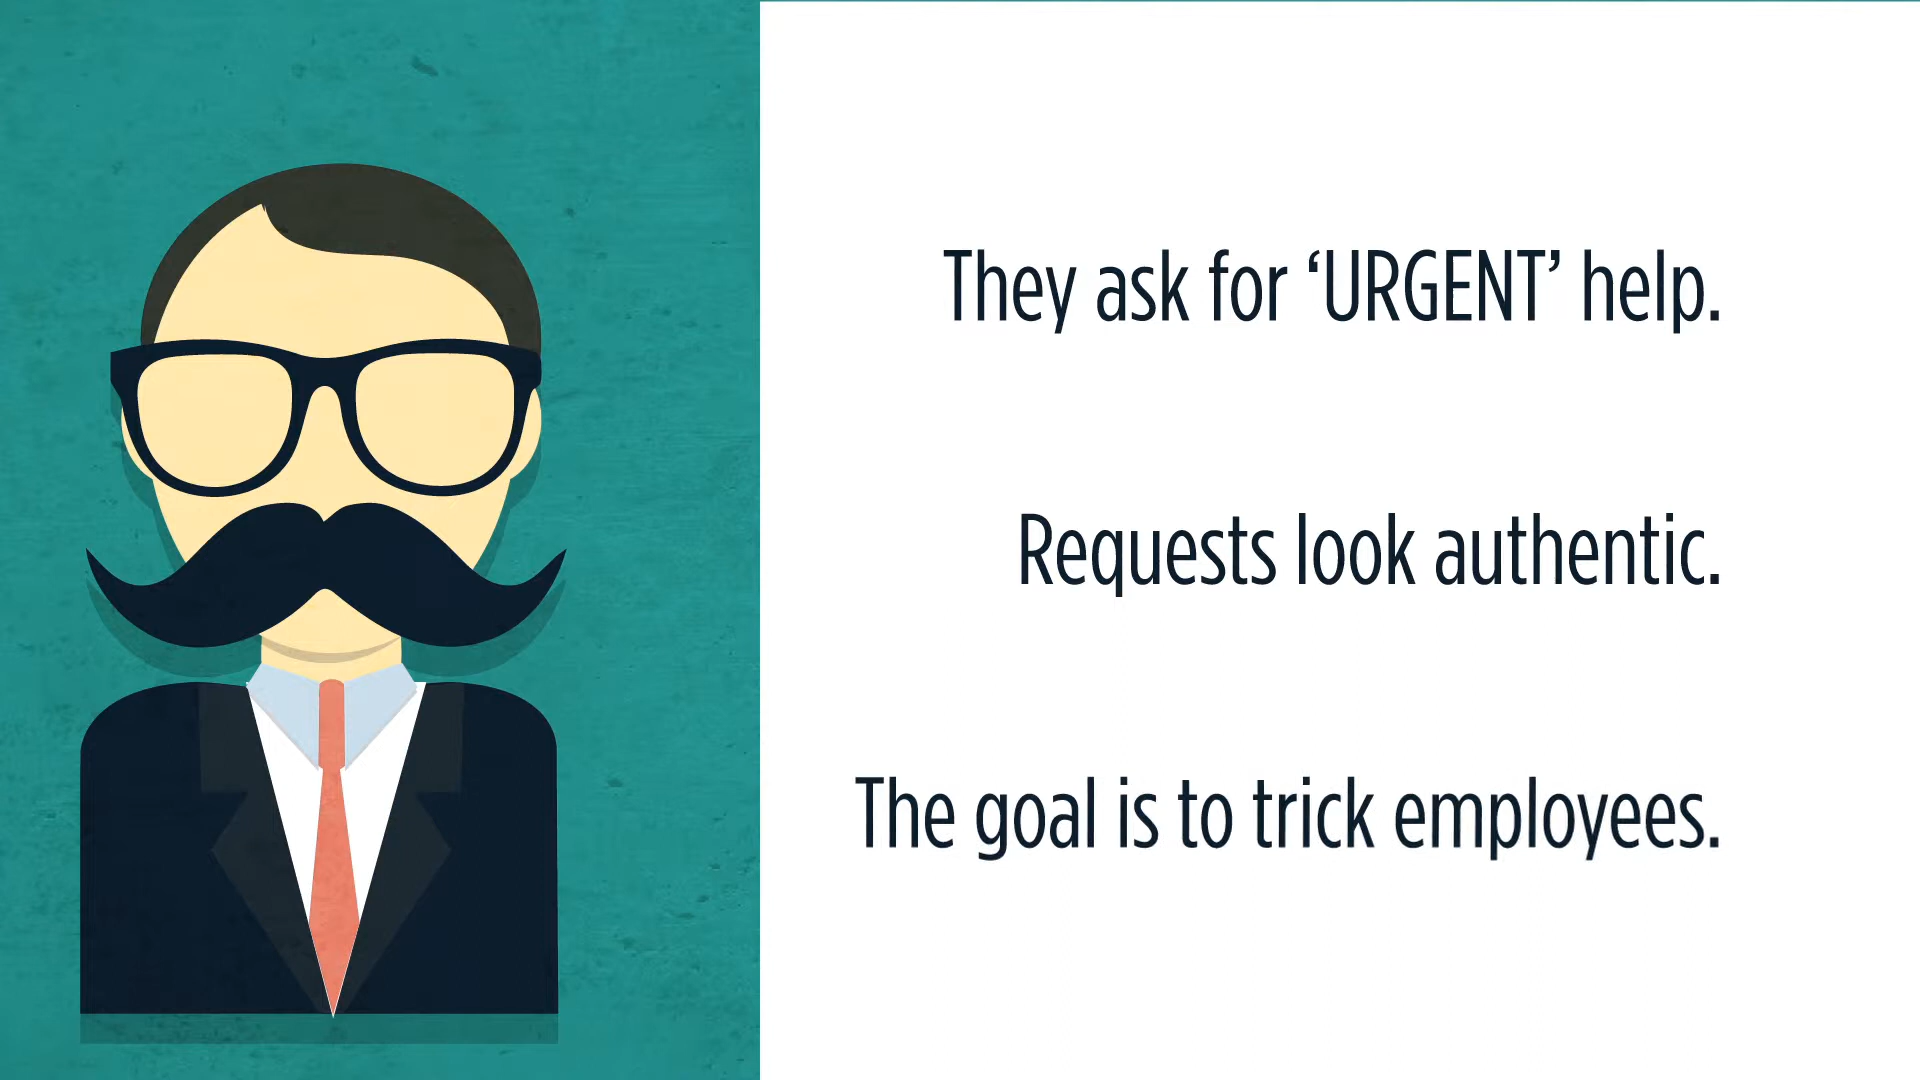 They ask for ‘URGENT’ help.
Requests look authentic.
The goal is to trick employees.